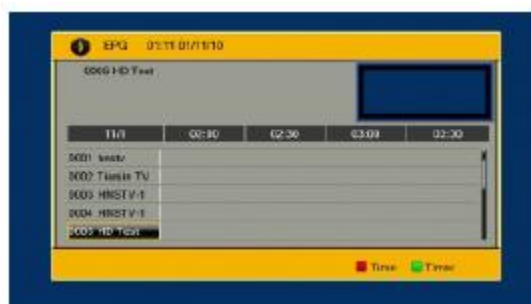 EPG 01:11 01/11/10
0005 HD Test
11/1 02:00 02:30 03:00 03:30
0001
0002 Tianjin TV
0003 HNSTV-1
0004 HNSTV-1
0005 HD Test
Time Timer